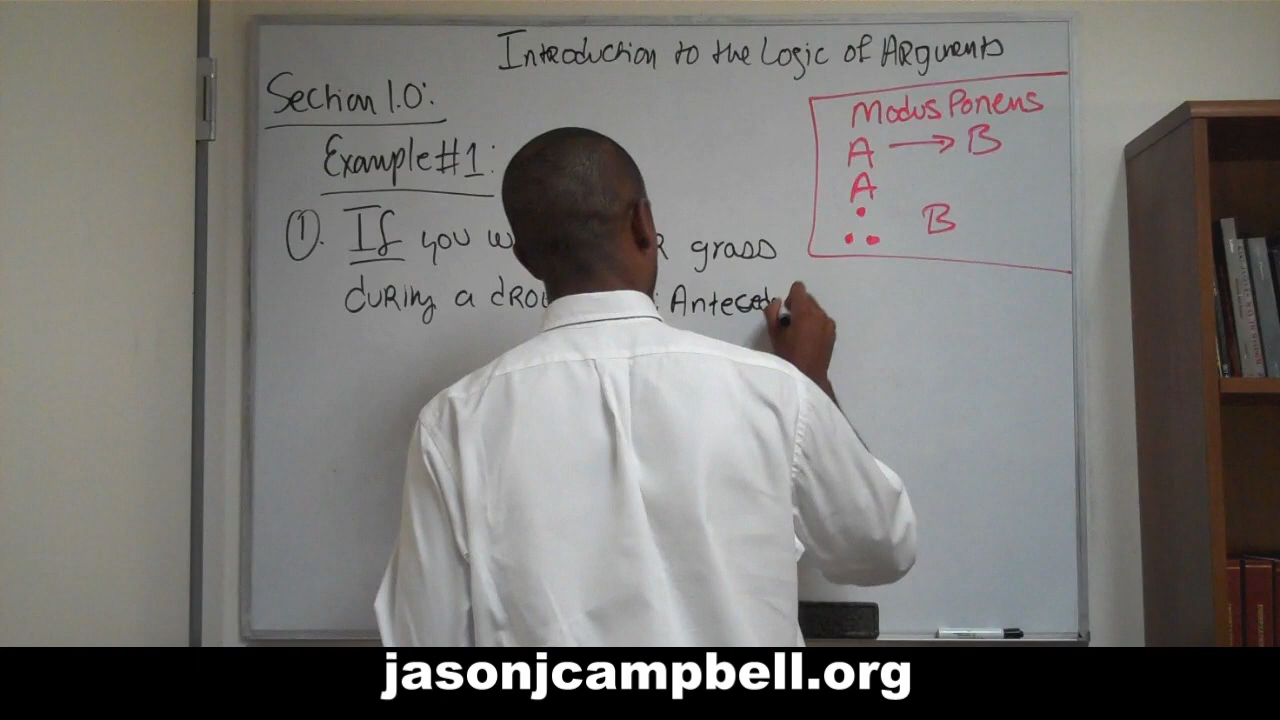 Introduction to the Logic of Arguments
Section 1.0:
Example #1:
Modus Ponens
A → B
A
∴ B
①. If you grass
during a : Anteced
jasonjcampbell.org